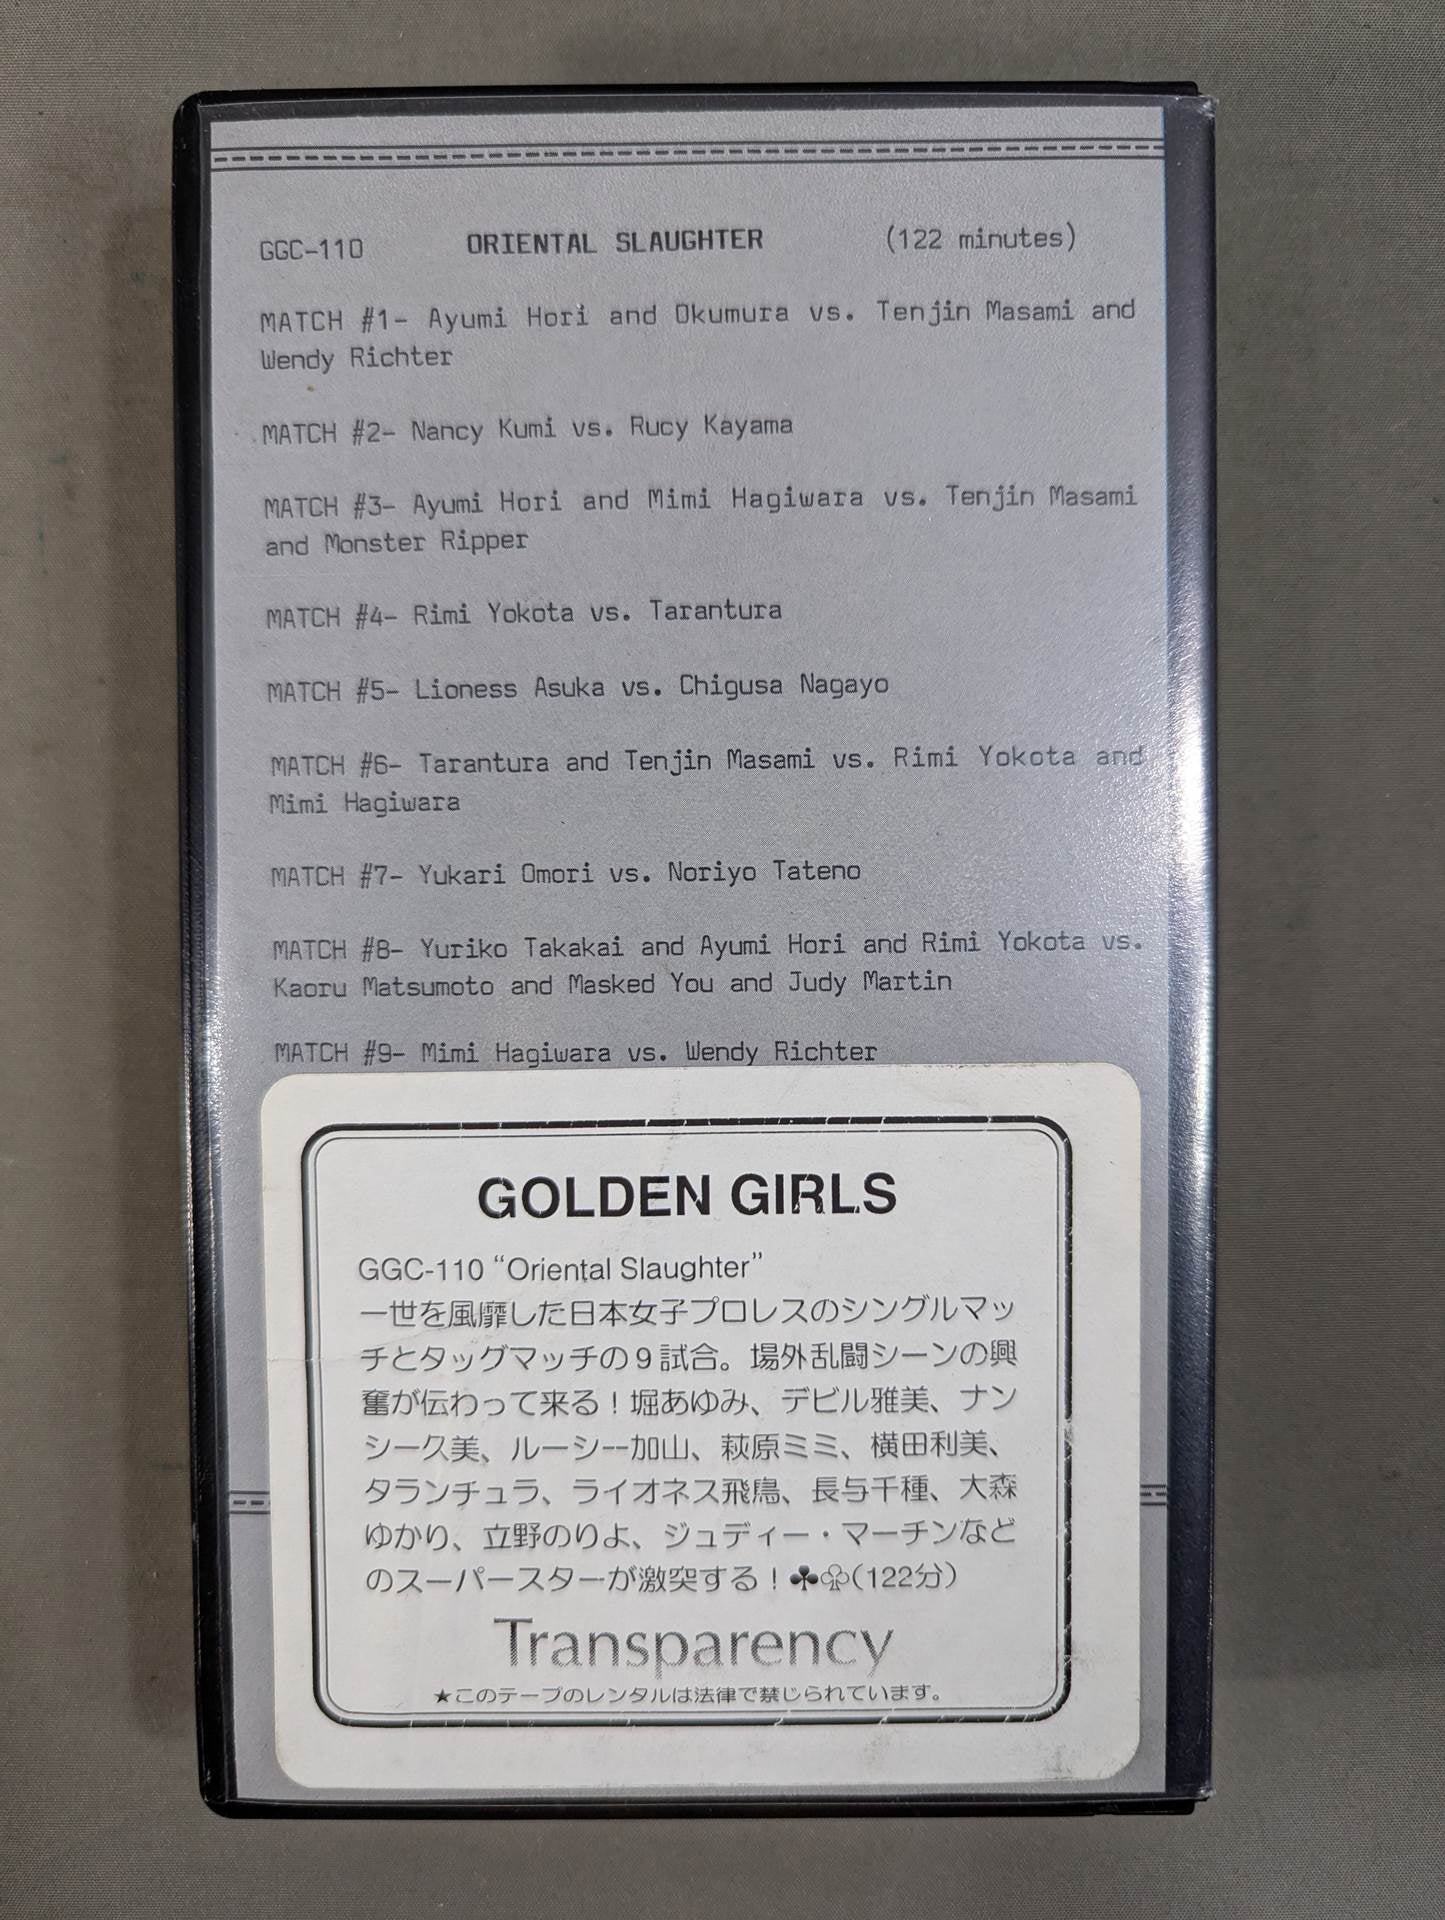 GGC-110 ORIENTAL SLAUGHTER (122 minutes)
MATCH #1- Ayumi Hori and Okumura vs. Tenjin Masami and
Wendy Richter
MATCH #2- Nancy Kumi vs. Rucy Kayama
MATCH #3- Ayumi Hori and Mimi Hagiwara vs. Tenjin Masami
and Monster Ripper
MATCH #4- Rimi Yokota vs. Tarantura
MATCH #5- Lioness Asuka vs. Chigusa Nagayo
MATCH #6- Tarantura and Tenjin Masami vs. Rimi Yokota and
Mimi Hagiwara
MATCH #7- Yukari Omori vs. Noriyo Tateno
MATCH #8- Yuriko Takakai and Ayumi Hori and Rimi Yokota vs.
Kaoru Matsumoto and Masked You and Judy Martin
MATCH #9- Mimi Hagiwara vs. Wendy Richter
GOLDEN GIRLS
GGC-110 “Oriental Slaughter”
一世を風靡した日本女子プロレスのシングルマッ
チとタッグマッチの9試合。場外乱闘シーンの興
奮が伝わって来る！堀あゆみ、デビル雅美、ナン
シー久美、ルーシー加山、萩原ミミ、横田利美、
タランチュラ、ライオネス飛鳥、長与千種、大森
ゆかり、立野のりよ、ジュディー・マーチンなど
のスーパースターが激突する！♣♧(122分)
Transparency
★このテープのレンタルは法律で禁じられています。